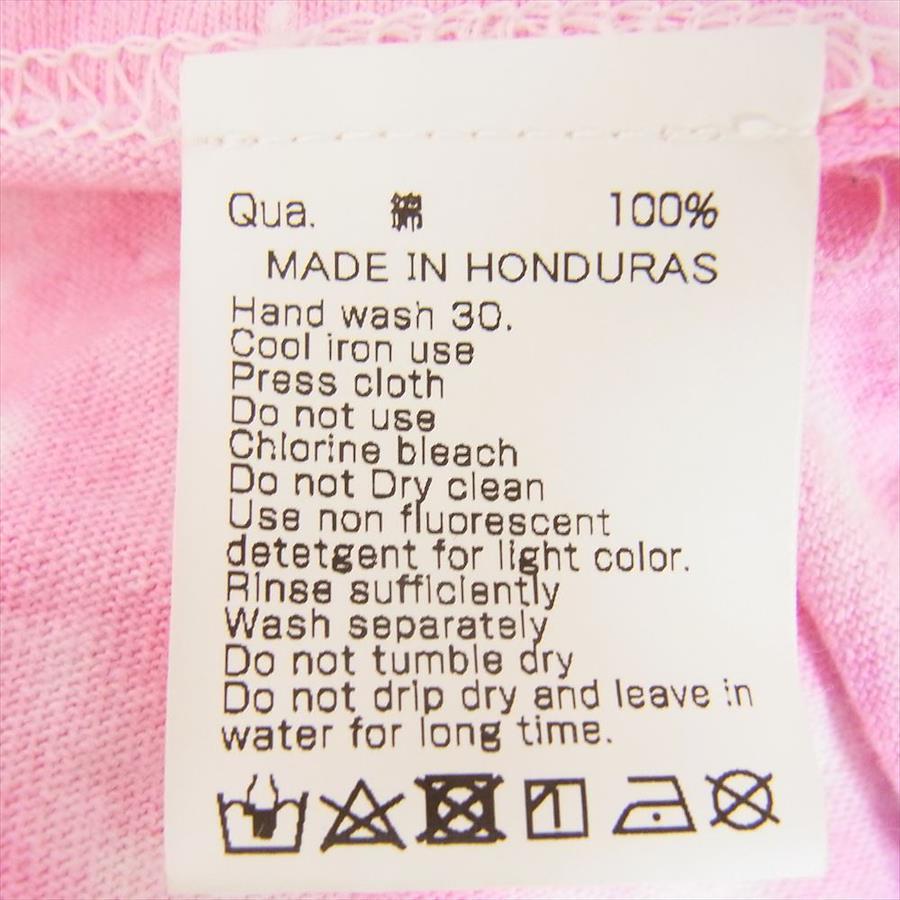 Qua. 綿 100%
MADE IN HONDURAS
Hand wash 30.
Cool iron use
Press cloth
Do not use
Chlorine bleach
Do not Dry clean
Use non fluorescent
detetgent for light color.
Rinse sufficiently
Wash separately
Do not tumble dry
Do not drip dry and leave in
water for long time.